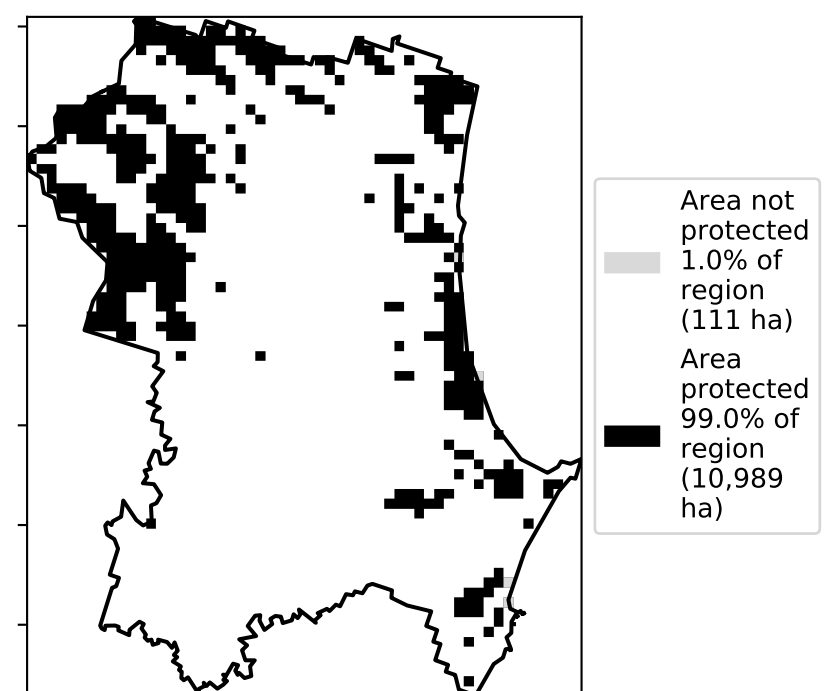 Area not
protected
1.0% of
region
(111 ha)
Area
protected
99.0% of
region
(10,989
ha)